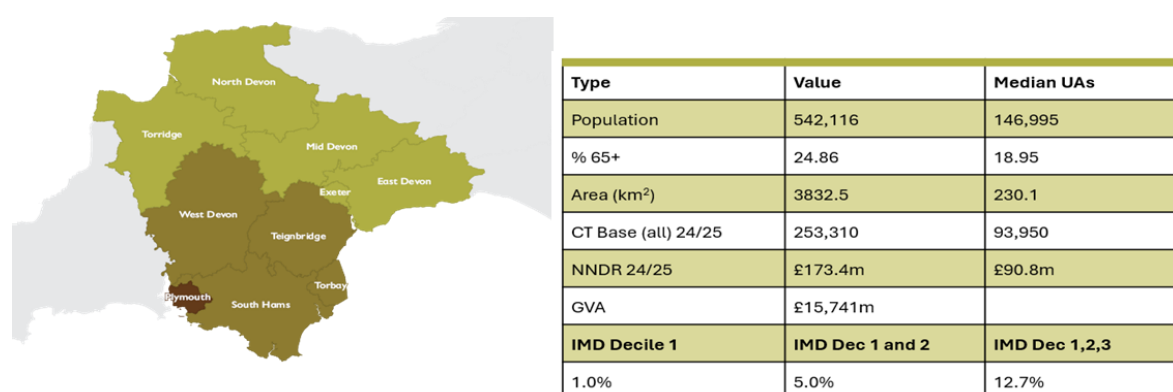 North Devon
Torridge
Mid Devon
East Devon
Exeter
West Devon
Teignbridge
Torbay
Plymouth
South Hams
Type Value Median UAs
Population 542,116 146,995
% 65+ 24.86 18.95
Area (km²) 3832.5 230.1
CT Base (all) 24/25 253,310 93,950
NNDR 24/25 £173.4m £90.8m
GVA £15,741m
IMD Decile 1 IMD Dec 1 and 2 IMD Dec 1,2,3
1.0% 5.0% 12.7%